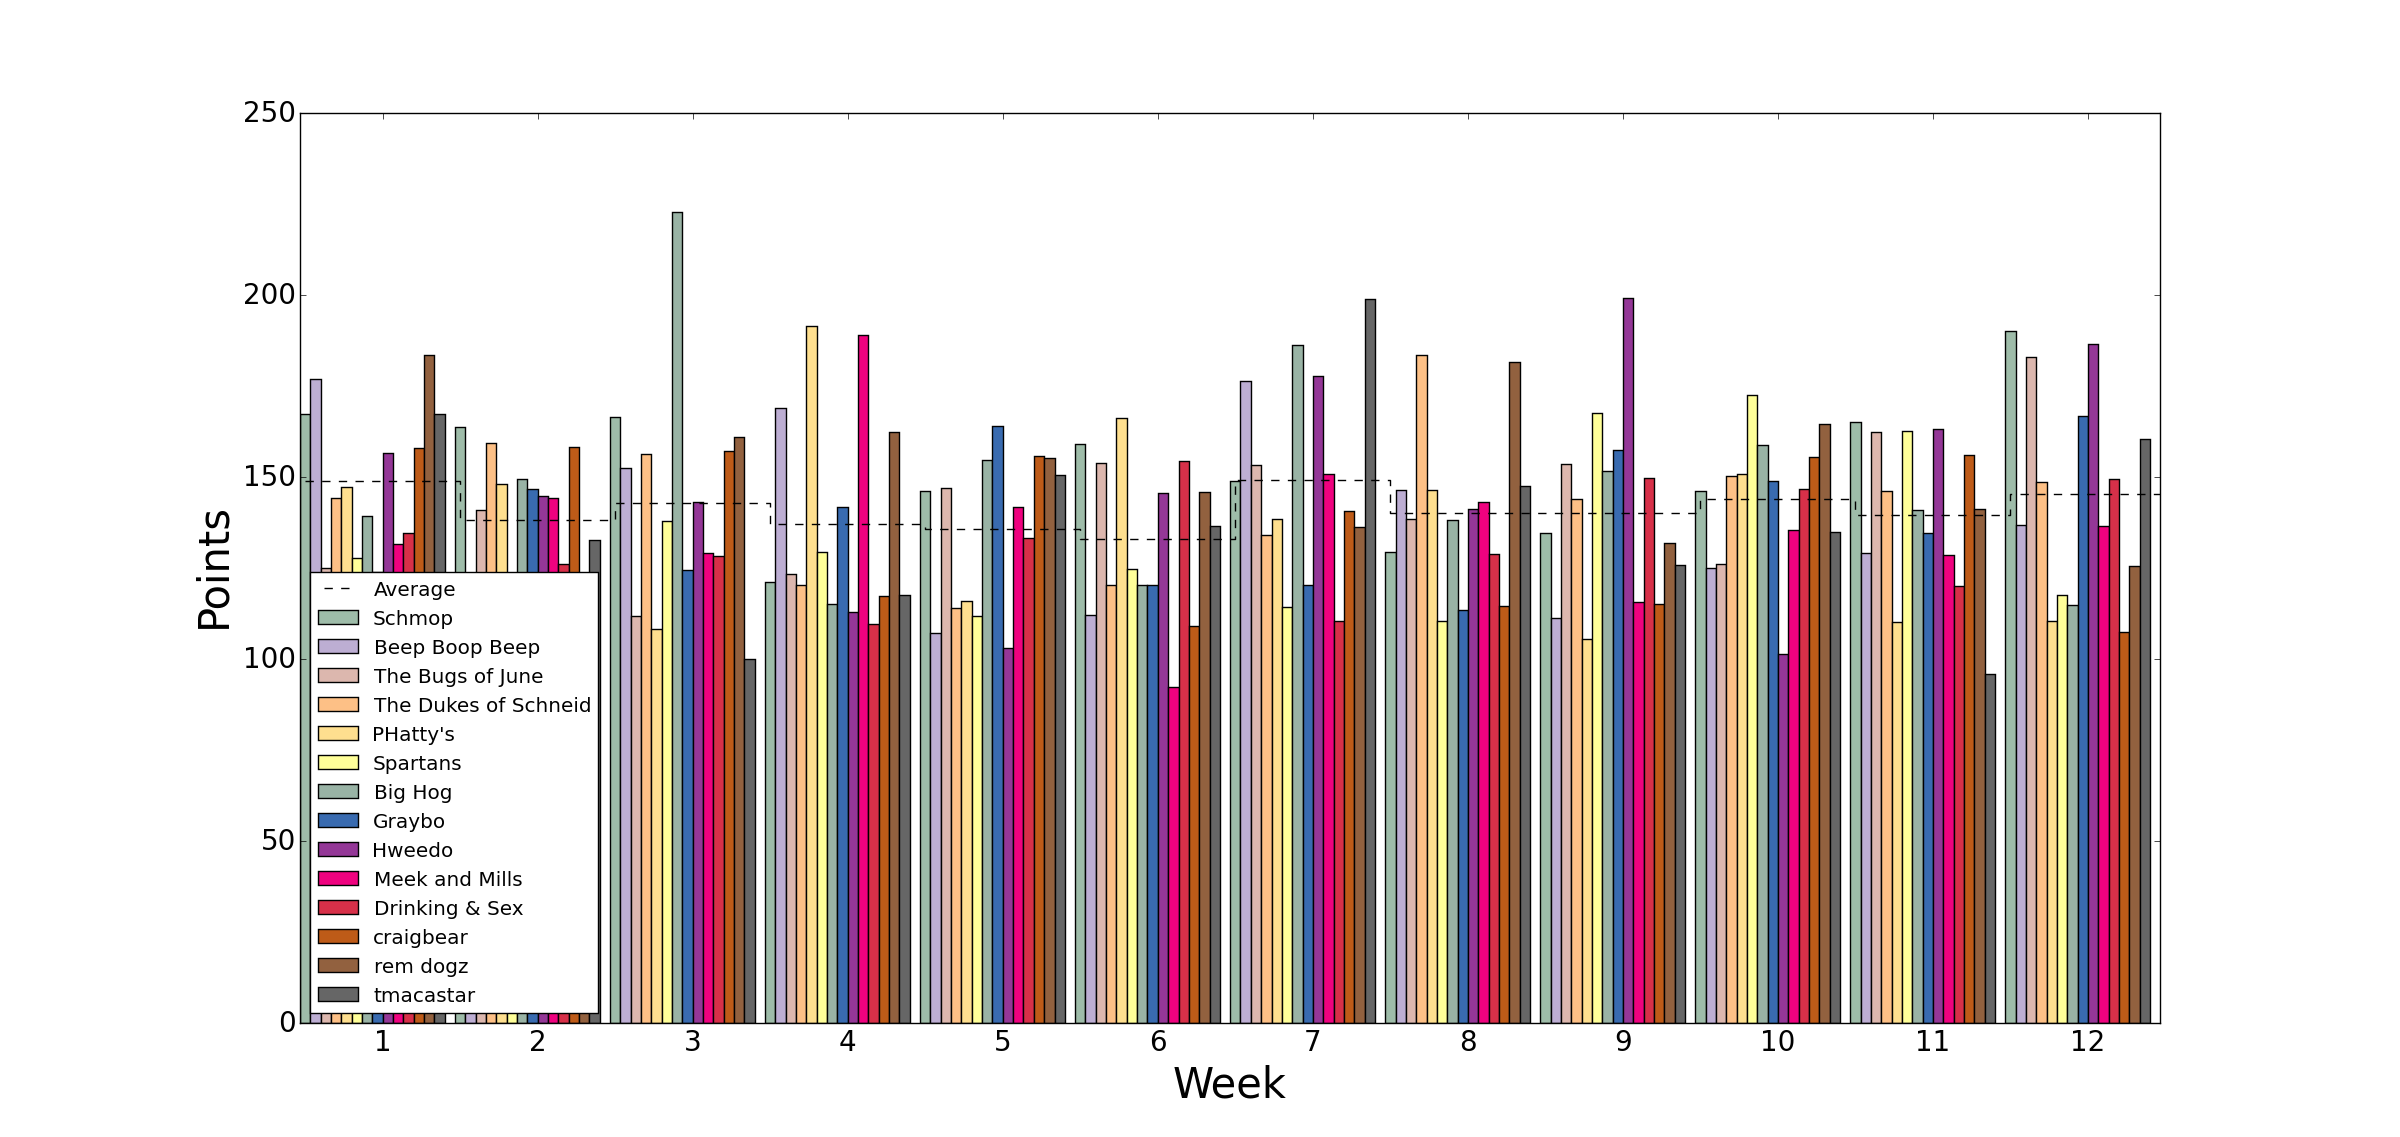 250
200
150
100
50
0
Points
Average
Schmop
Beep Boop Beep
The Bugs of June
The Dukes of Schneid
PHatty's
Spartans
Big Hog
Graybo
Hweedo
Meek and Mills
Drinking & Sex
craigbear
rem dogz
tmacastar
1 2 3 4 5 6 7 8 9 10 11 12
Week